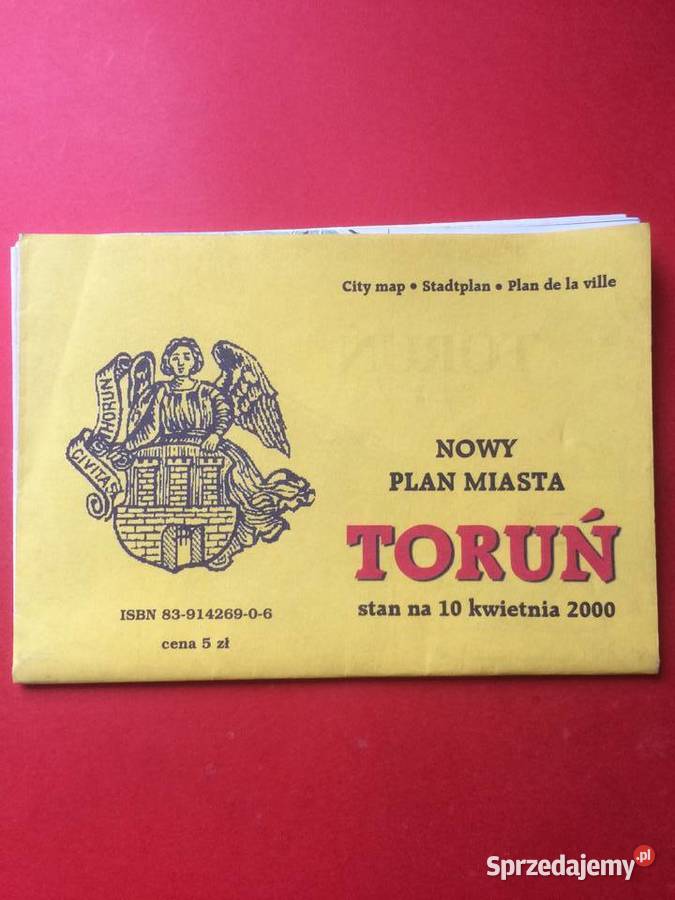 City map • Stadtplan • Plan de la ville
THORUN
CIVITAS
NOWY
PLAN MIASTA
TORUŃ
stan na 10 kwietnia 2000
ISBN 83-914269-0-6
cena 5 zł
Sprzedajemy.pl